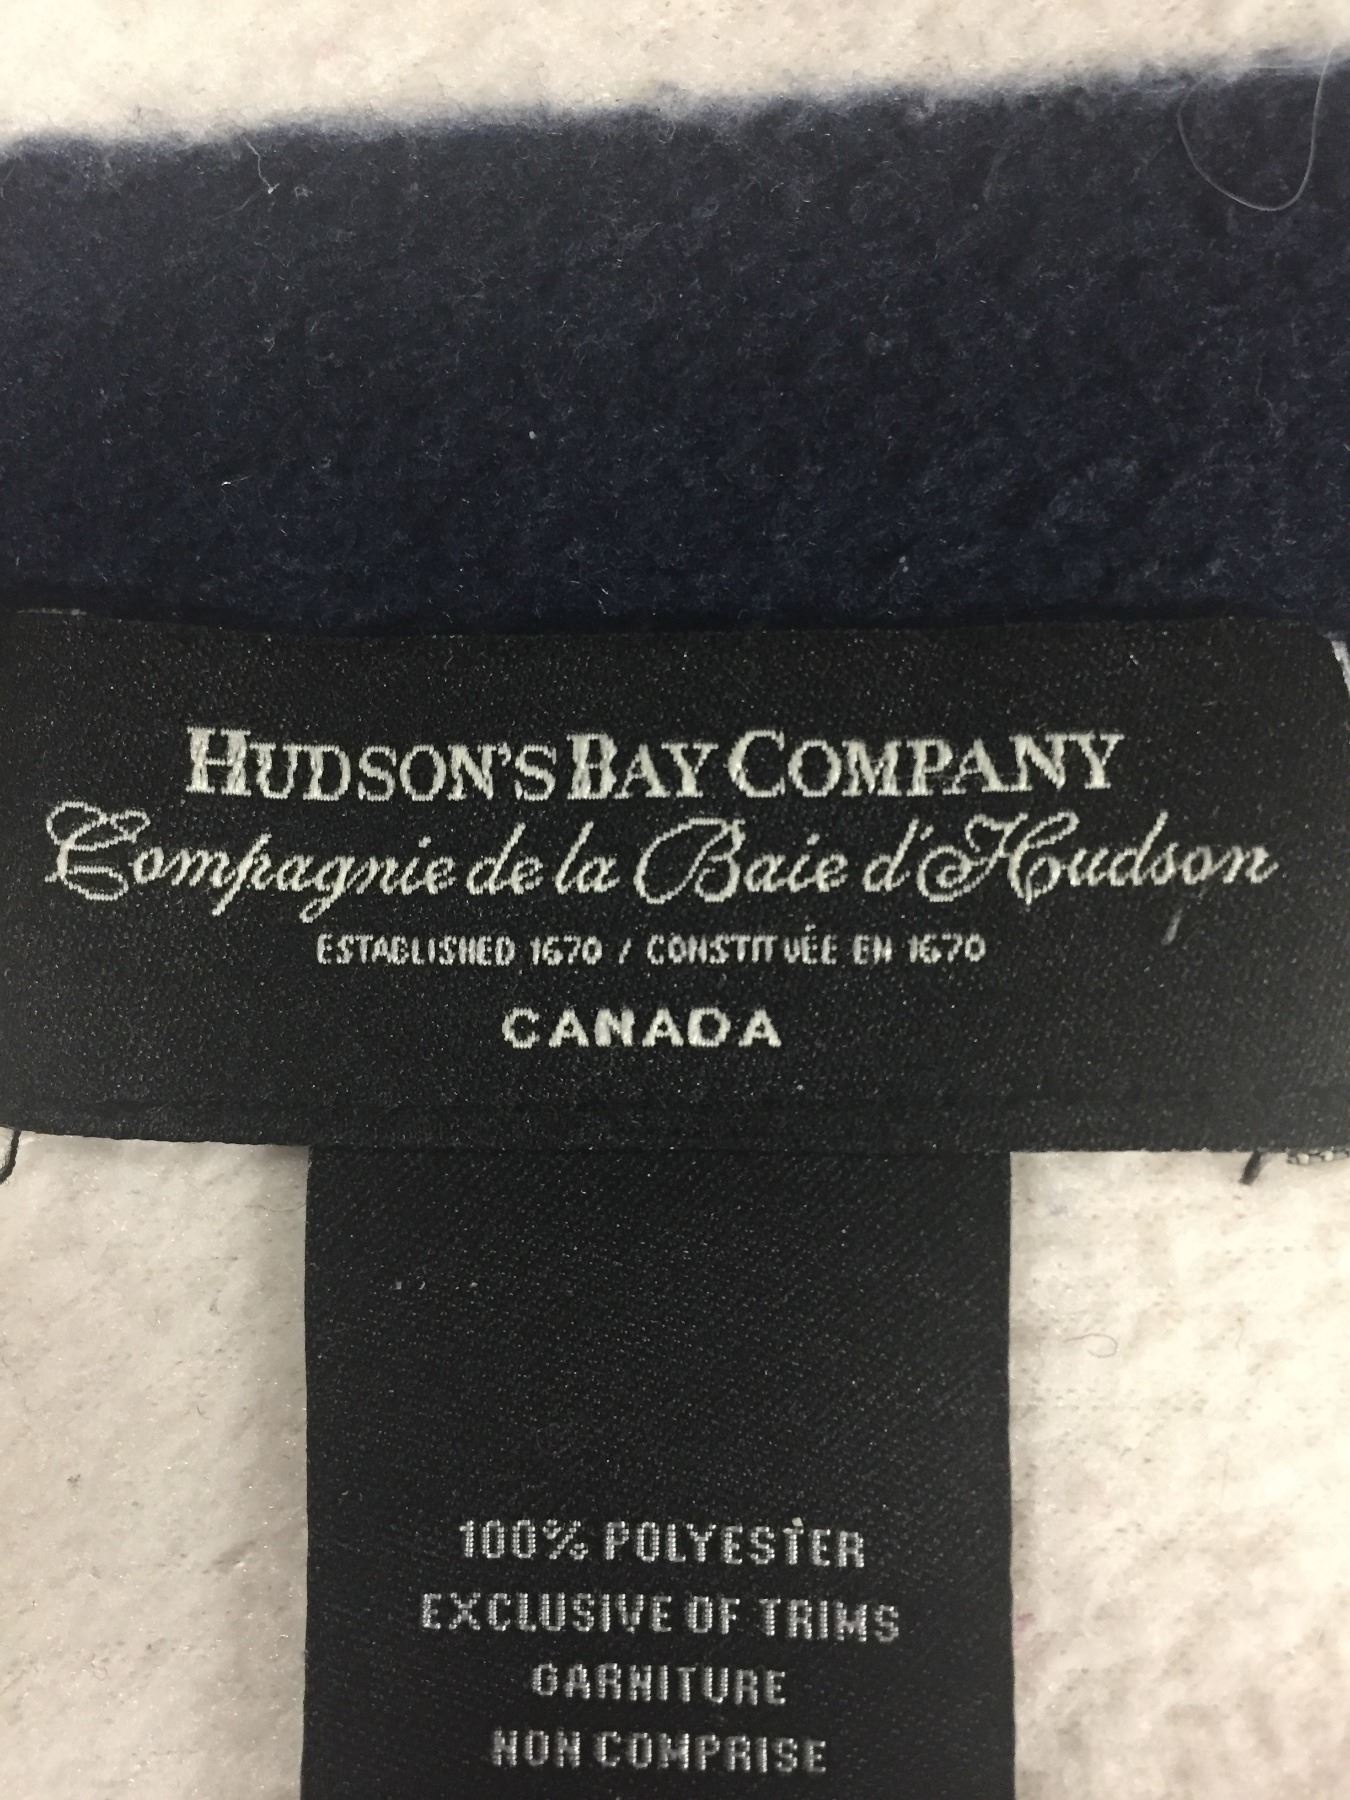 HUDSON'S BAY COMPANY
Compagnie de la Baie d'Hudson
ESTABLISHED 1670 / CONSTITUÉE EN 1670
CANADA
100% POLYESTER
EXCLUSIVE OF TRIMS
GARNITURE
NON COMPRISE